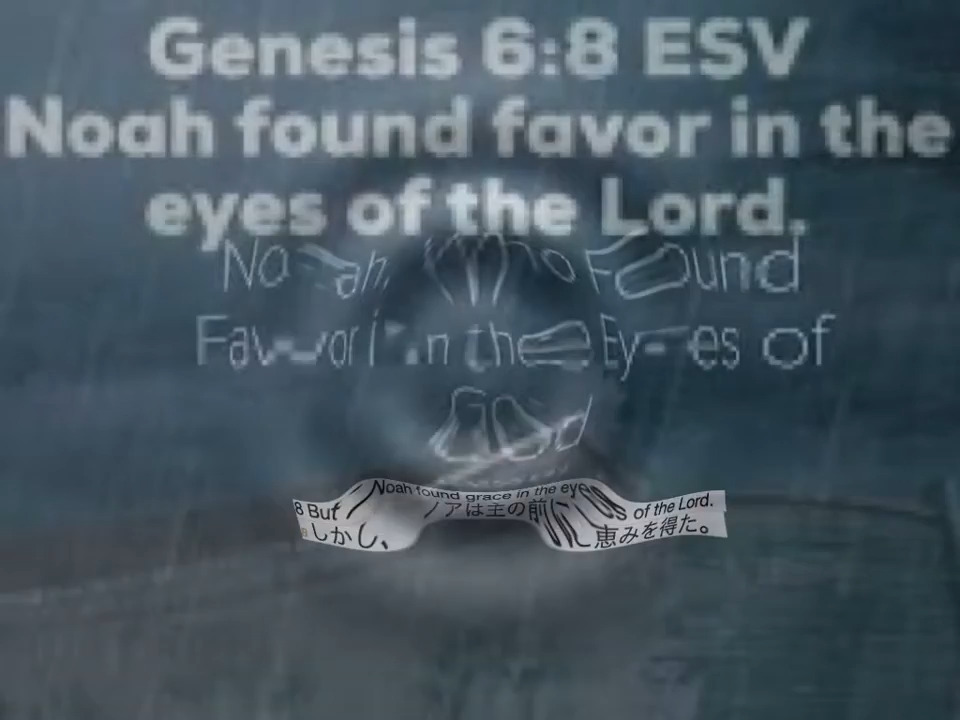 Genesis 6:8 ESV
Noah found favor in the
eyes of the Lord.
Noah Who Found
Favor in the Eyes of
God
8 But Noah found grace in the eyes of the Lord.
しかし、ノアは主の前に恵みを得た。